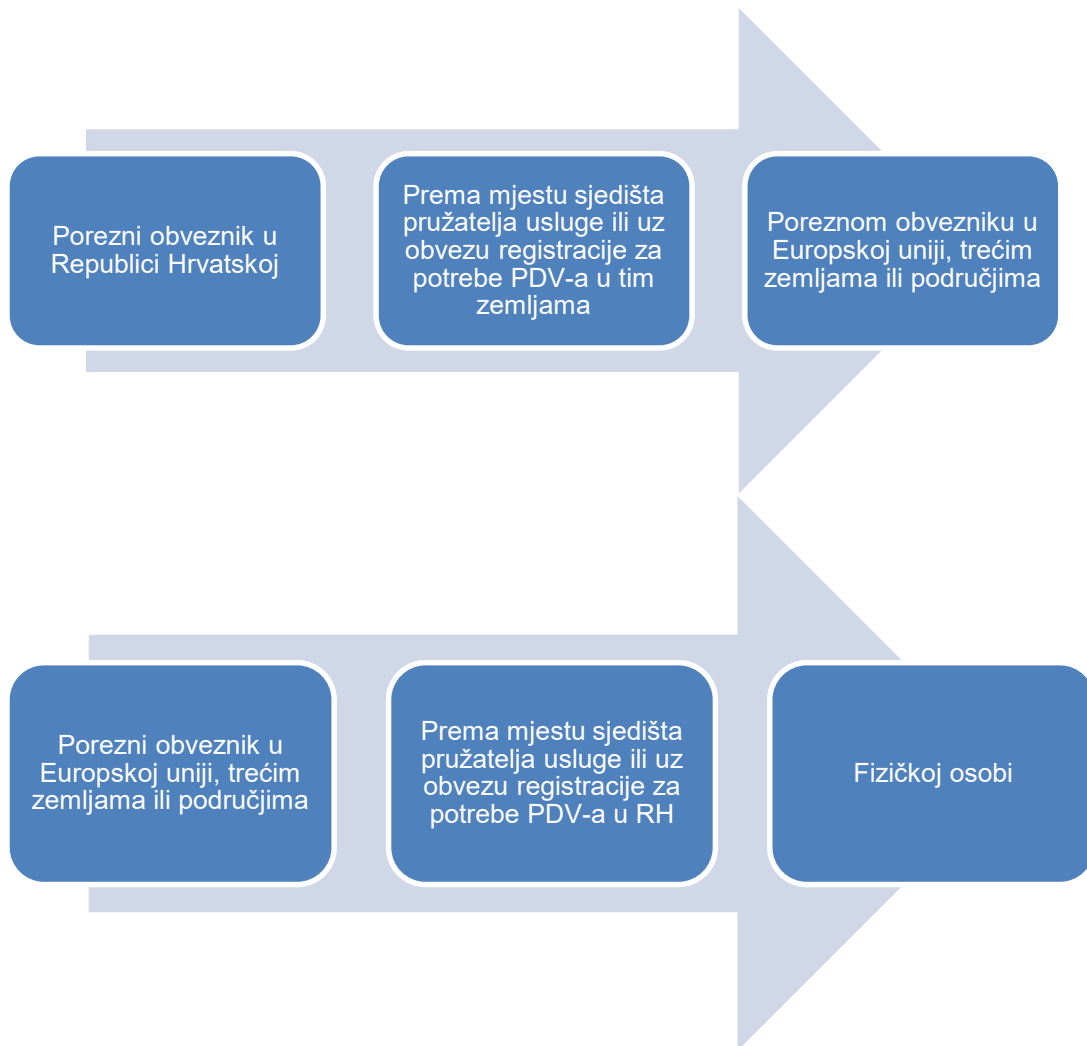 Porezni obveznik u
Republici Hrvatskoj
Prema mjestu sjedišta
pružatelja usluge ili uz
obvezu registracije za
potrebe PDV-a u tim
zemljama
Poreznom obvezniku u
Europskoj uniji, trećim
zemljama ili područjima
Porezni obveznik u
Europskoj uniji, trećim
zemljama ili područjima
Prema mjestu sjedišta
pružatelja usluge ili uz
obvezu registracije za
potrebe PDV-a u RH
Fizičkoj osobi